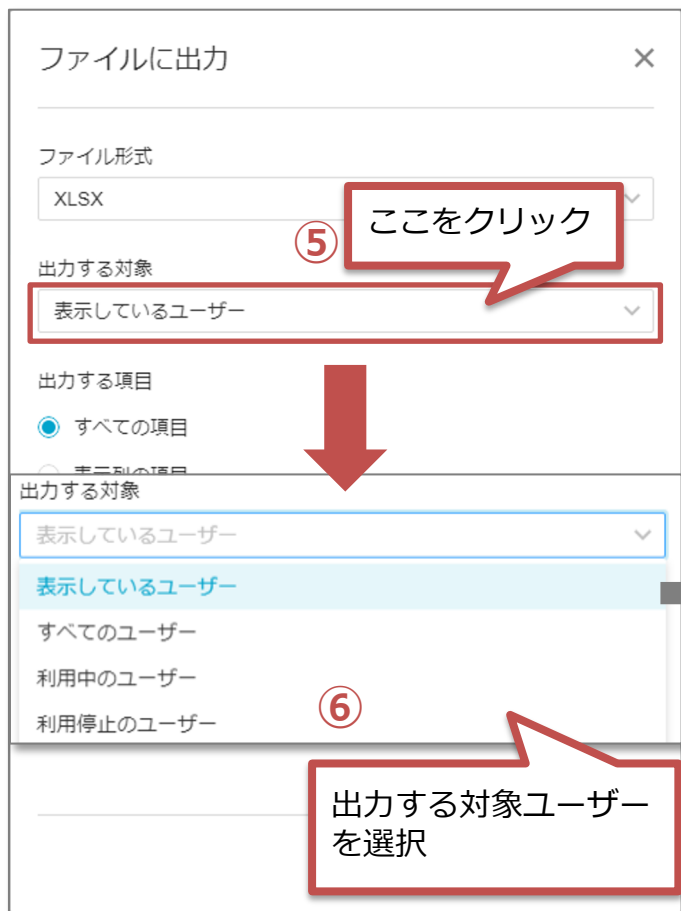 ファイルに出力
ファイル形式
XLSX
ここをクリック
⑤
出力する対象
表示しているユーザー
出力する項目
すべての項目
表示列の項目
出力する対象
表示しているユーザー
表示しているユーザー
すべてのユーザー
利用中のユーザー
利用停止のユーザー
⑥
出力する対象ユーザー
を選択